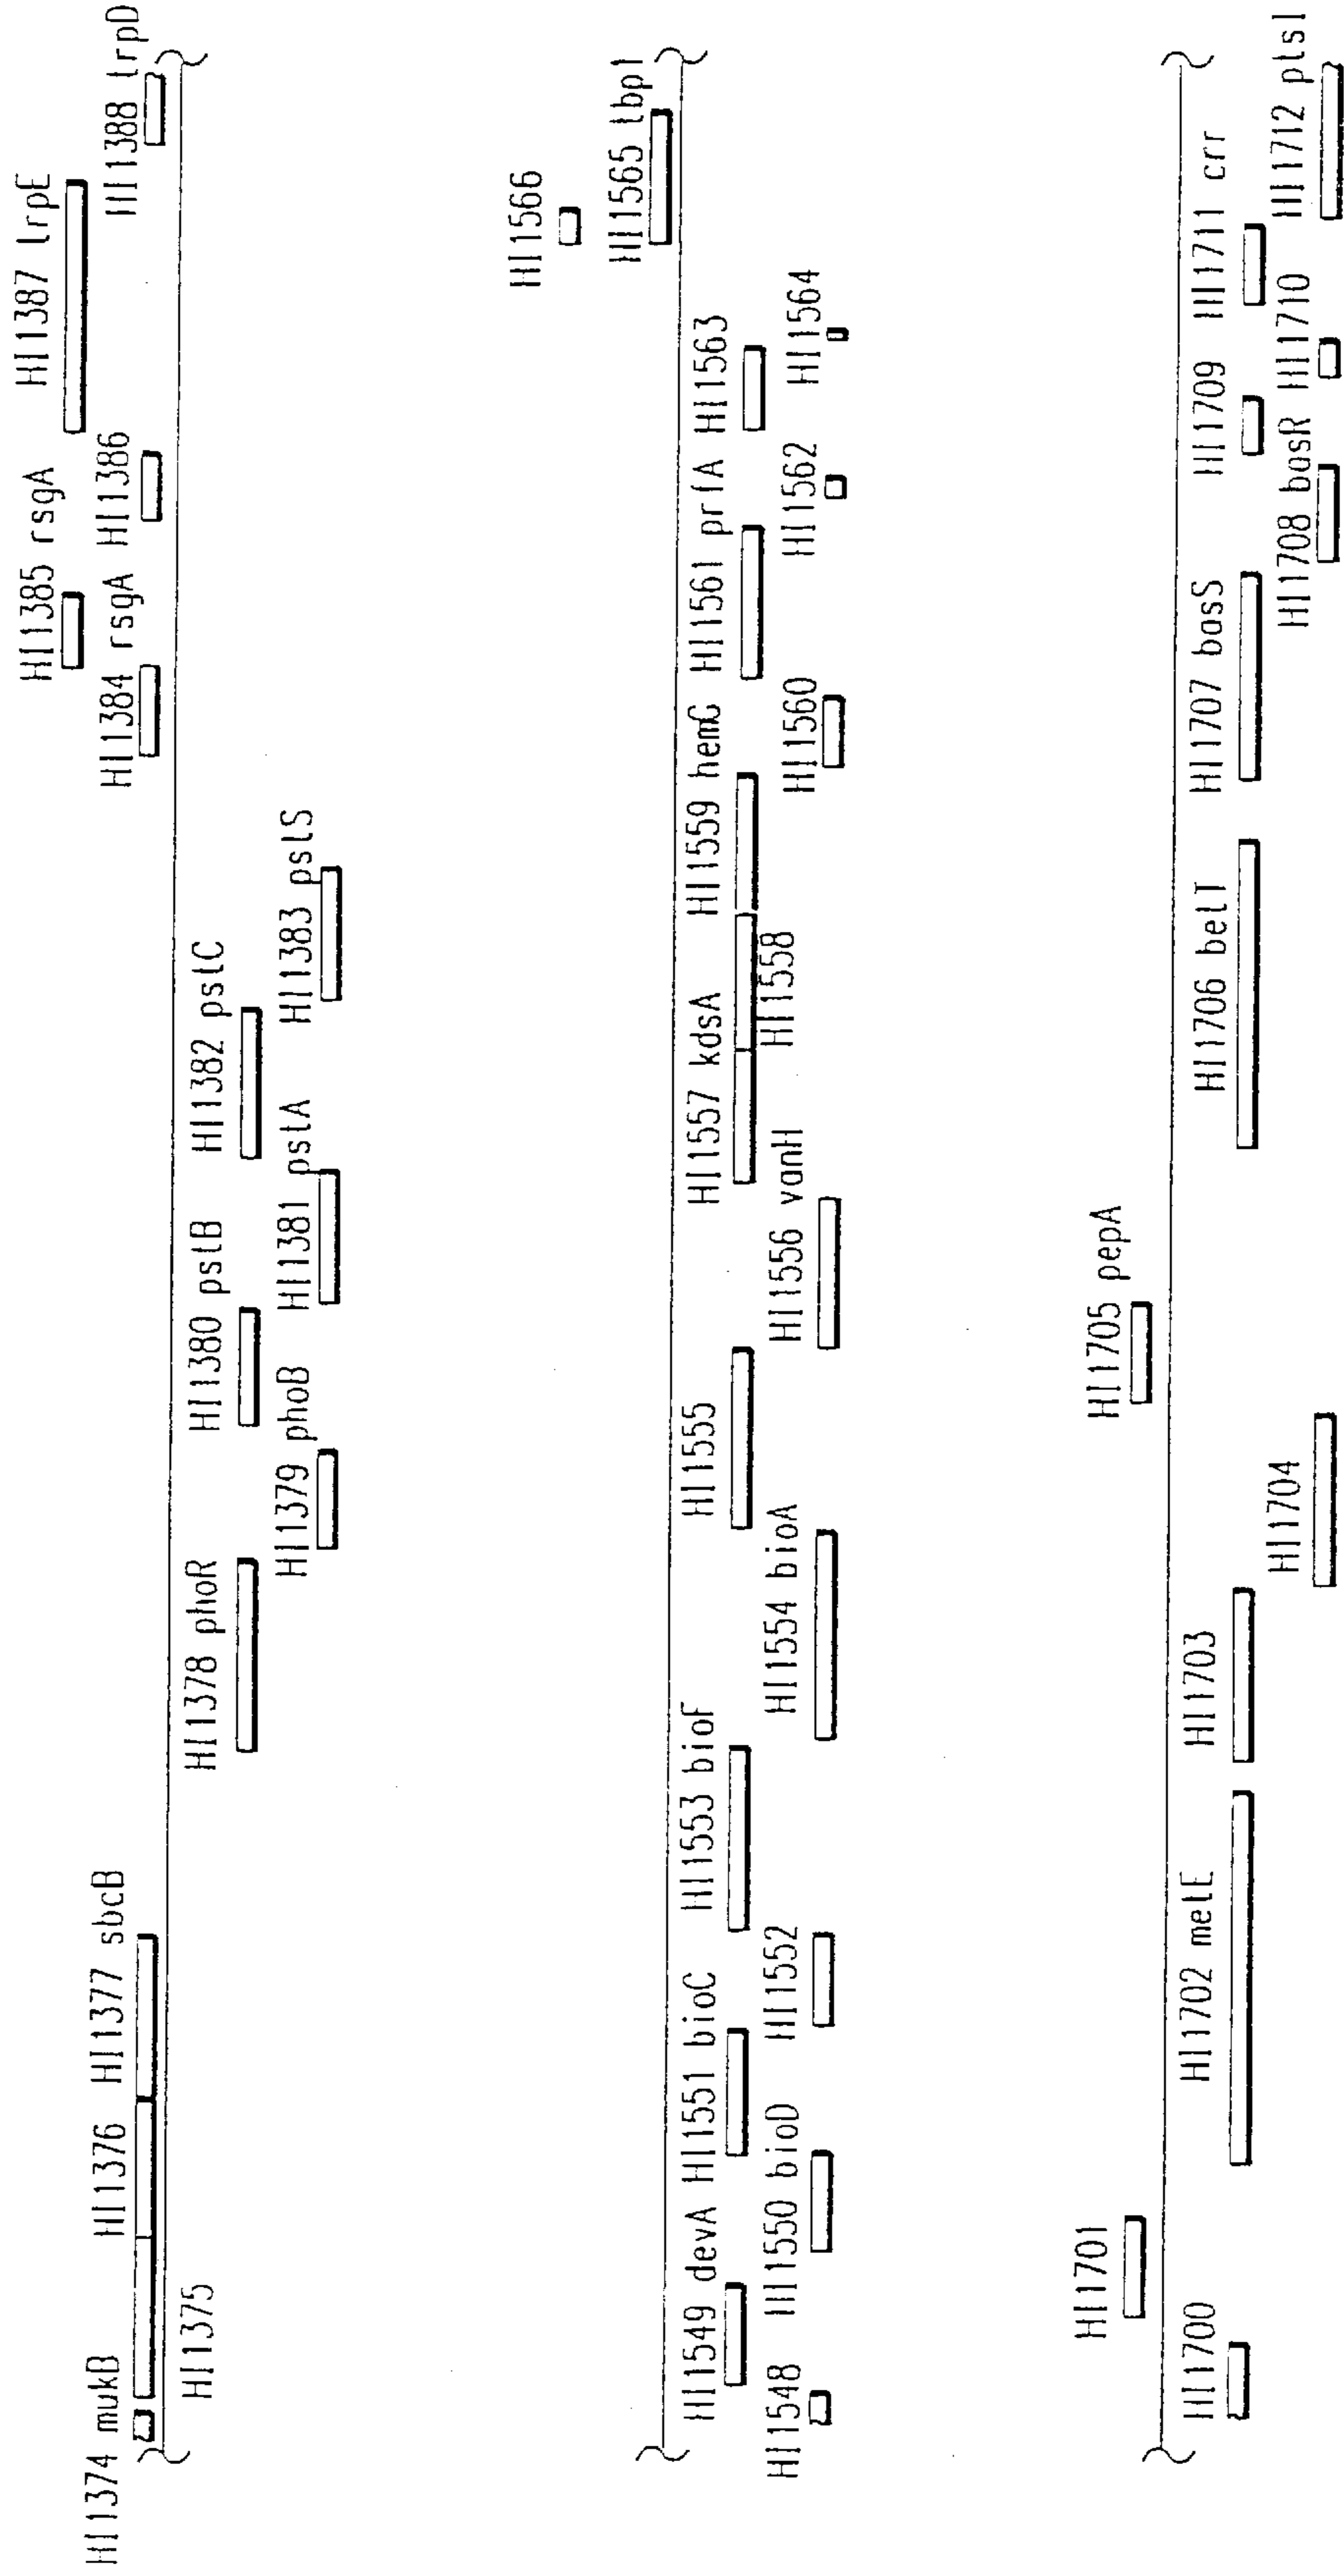 HI1374 mukB
HI1375
HI1376
HI1377 sbcB
HI1378 phoR
HI1379 phoB
HI1380 pstB
HI1381 pstA
HI1382 pstC
HI1383 pstS
HI1384 rsgA
HI1385 rsgA
HI1386
HI1387 trpE
HI1388 trpD
HI1548
HI1549 devA
HI1550 bioD
HI1551 bioC
HI1552
HI1553 bioF
HI1554 bioA
HI1555
HI1556 vanH
HI1557 kdsA
HI1558
HI1559 hemG
HI1560
HI1561 prfA
HI1562
HI1563
HI1564
HI1565 tbp1
HI1566
HI1700
HI1701
HI1702 metE
HI1703
HI1704
HI1705 pepA
HI1706 betT
HI1707 basS
HI1708 basR
HI1709
HI1710
HI1711 crr
HI1712 ptsI